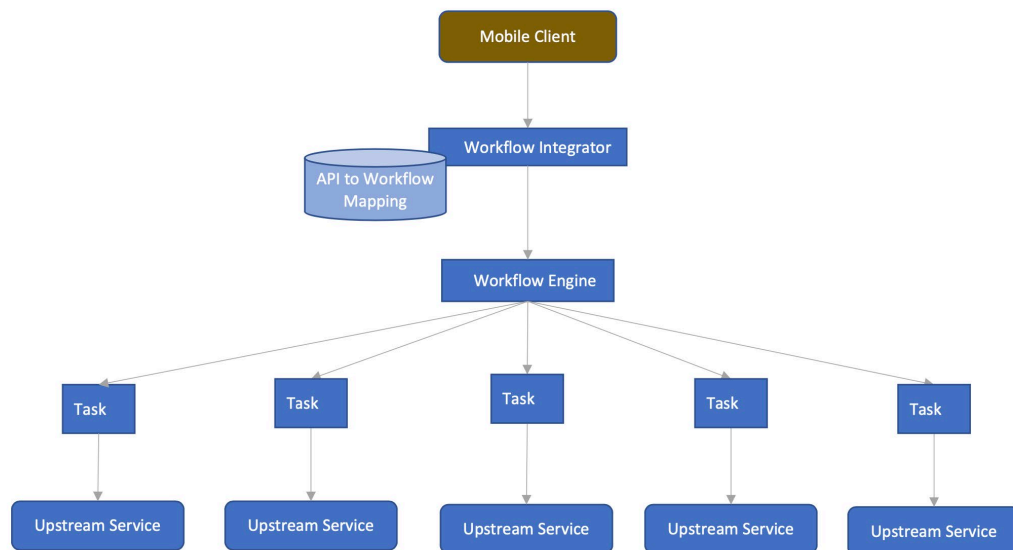 Mobile Client
Workflow Integrator
API to Workflow
Mapping
Workflow Engine
Task
Task
Task
Task
Task
Upstream Service
Upstream Service
Upstream Service
Upstream Service
Upstream Service